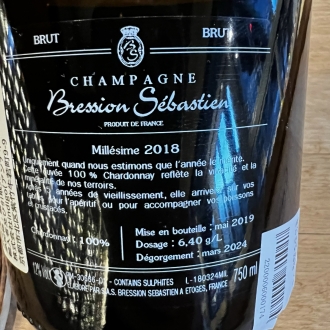 BRUT BRUT
CHAMPAGNE
Bression Sébastien
PRODUIT DE FRANCE
Millésime 2018
Uniquement quand nous estimons que l'année le mérite.
Cette cuvée 100 % Chardonnay reflète la et la
de nos terroirs.
années de vieillissement, elle arrivent sur vos
pour l'apéritif ou pour accompagner vos poissons
Chardonnay : 100%
Mise en bouteille : mai 2019
Dosage : 6,40 g/L
Dégorgement : mars 2024
CONTAINS SULPHITES L-180324ML
PAR S.A.S. BRESSION SEBASTIEN A ETOGES, FRANCE
750 ml